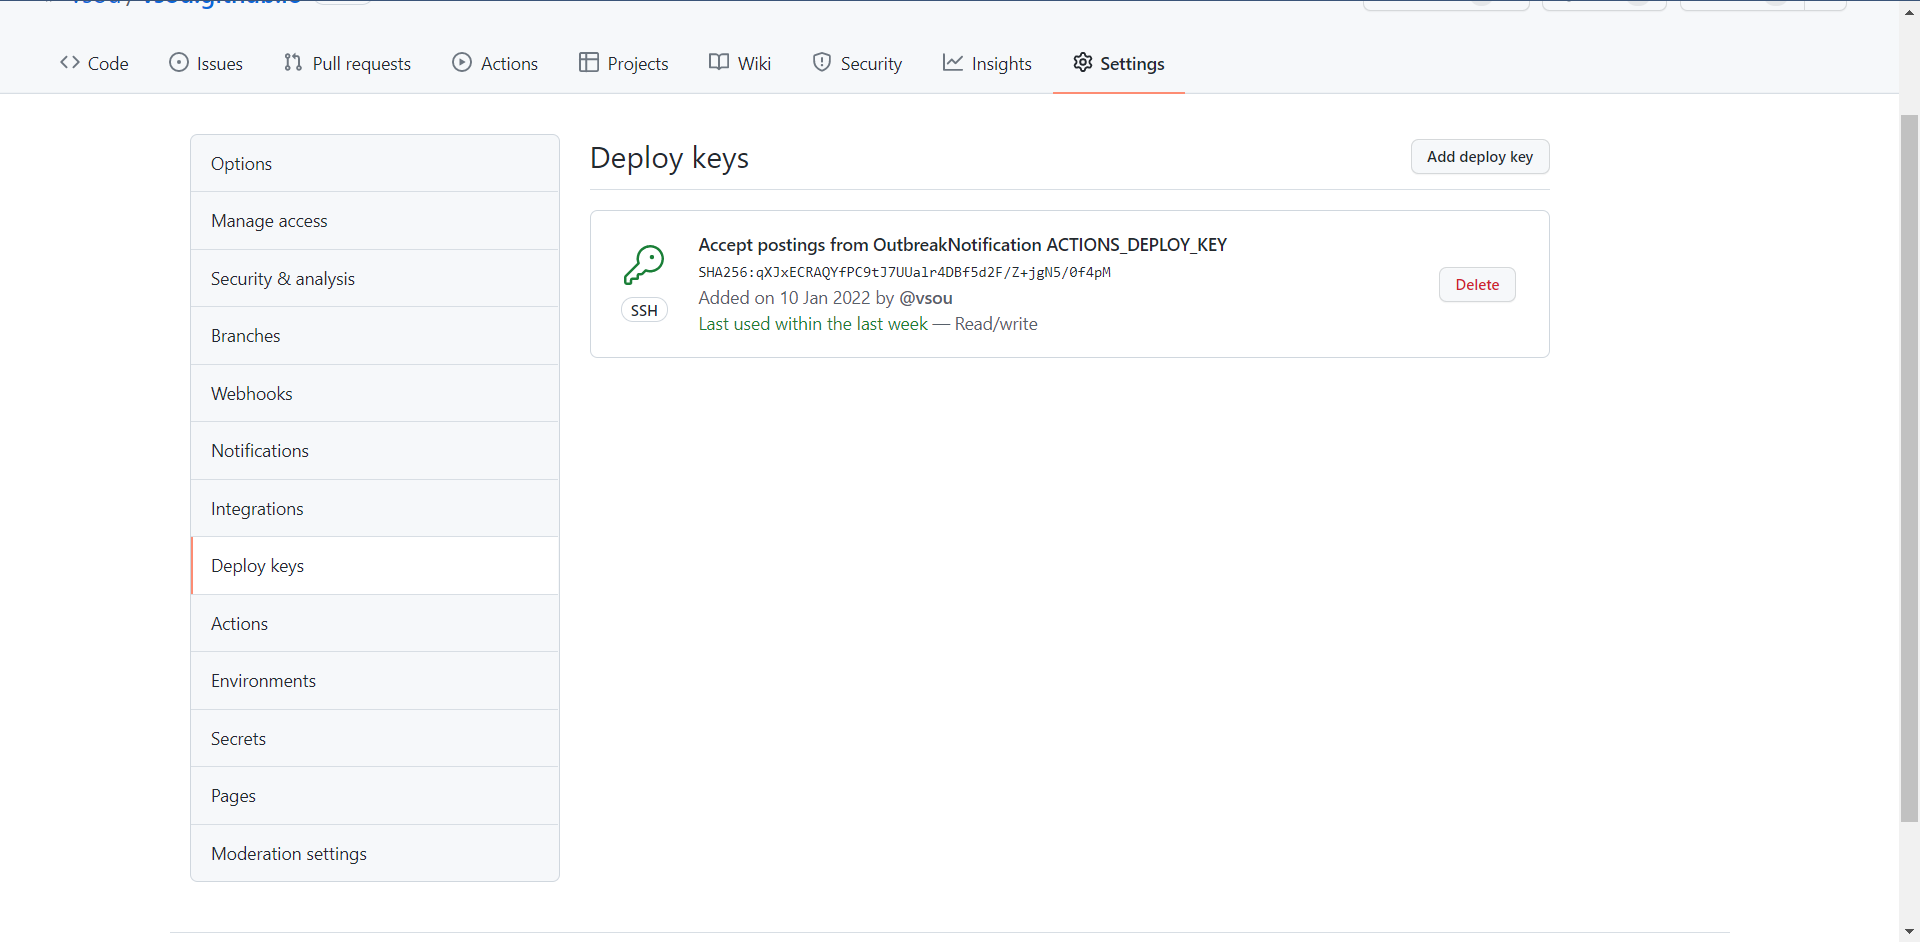 Code
Issues
Pull requests
Actions
Projects
Wiki
Security
Insights
Settings
Options
Manage access
Security & analysis
Branches
Webhooks
Notifications
Integrations
Deploy keys
Actions
Environments
Secrets
Pages
Moderation settings
Deploy keys
Add deploy key
SSH
Accept postings from OutbreakNotification ACTIONS_DEPLOY_KEY
SHA256:qXJxECRAQYfPC9tJ7UUalr4DBf5d2F/Z+jgN5/0f4pM
Added on 10 Jan 2022 by @vsou
Last used within the last week — Read/write
Delete